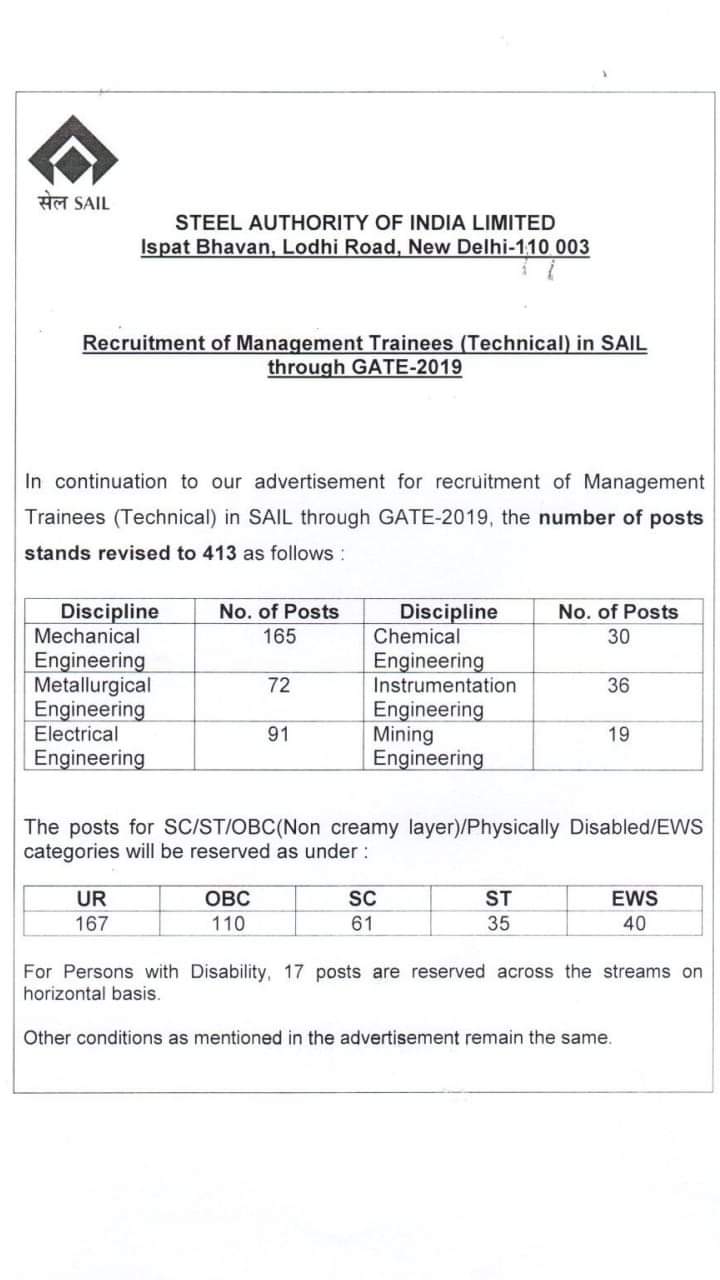 सेल SAIL
STEEL AUTHORITY OF INDIA LIMITED
Ispat Bhavan, Lodhi Road, New Delhi-110 003
Recruitment of Management Trainees (Technical) in SAIL
through GATE-2019
In continuation to our advertisement for recruitment of Management
Trainees (Technical) in SAIL through GATE-2019, the number of posts
stands revised to 413 as follows :
Discipline No. of Posts Discipline No. of Posts
Mechanical 165 Chemical 30
Engineering Engineering
Metallurgical 72 Instrumentation 36
Engineering Engineering
Electrical 91 Mining 19
Engineering Engineering
The posts for SC/ST/OBC(Non creamy layer)/Physically Disabled/EWS
categories will be reserved as under :
UR OBC SC ST EWS
167 110 61 35 40
For Persons with Disability, 17 posts are reserved across the streams on
horizontal basis.
Other conditions as mentioned in the advertisement remain the same.